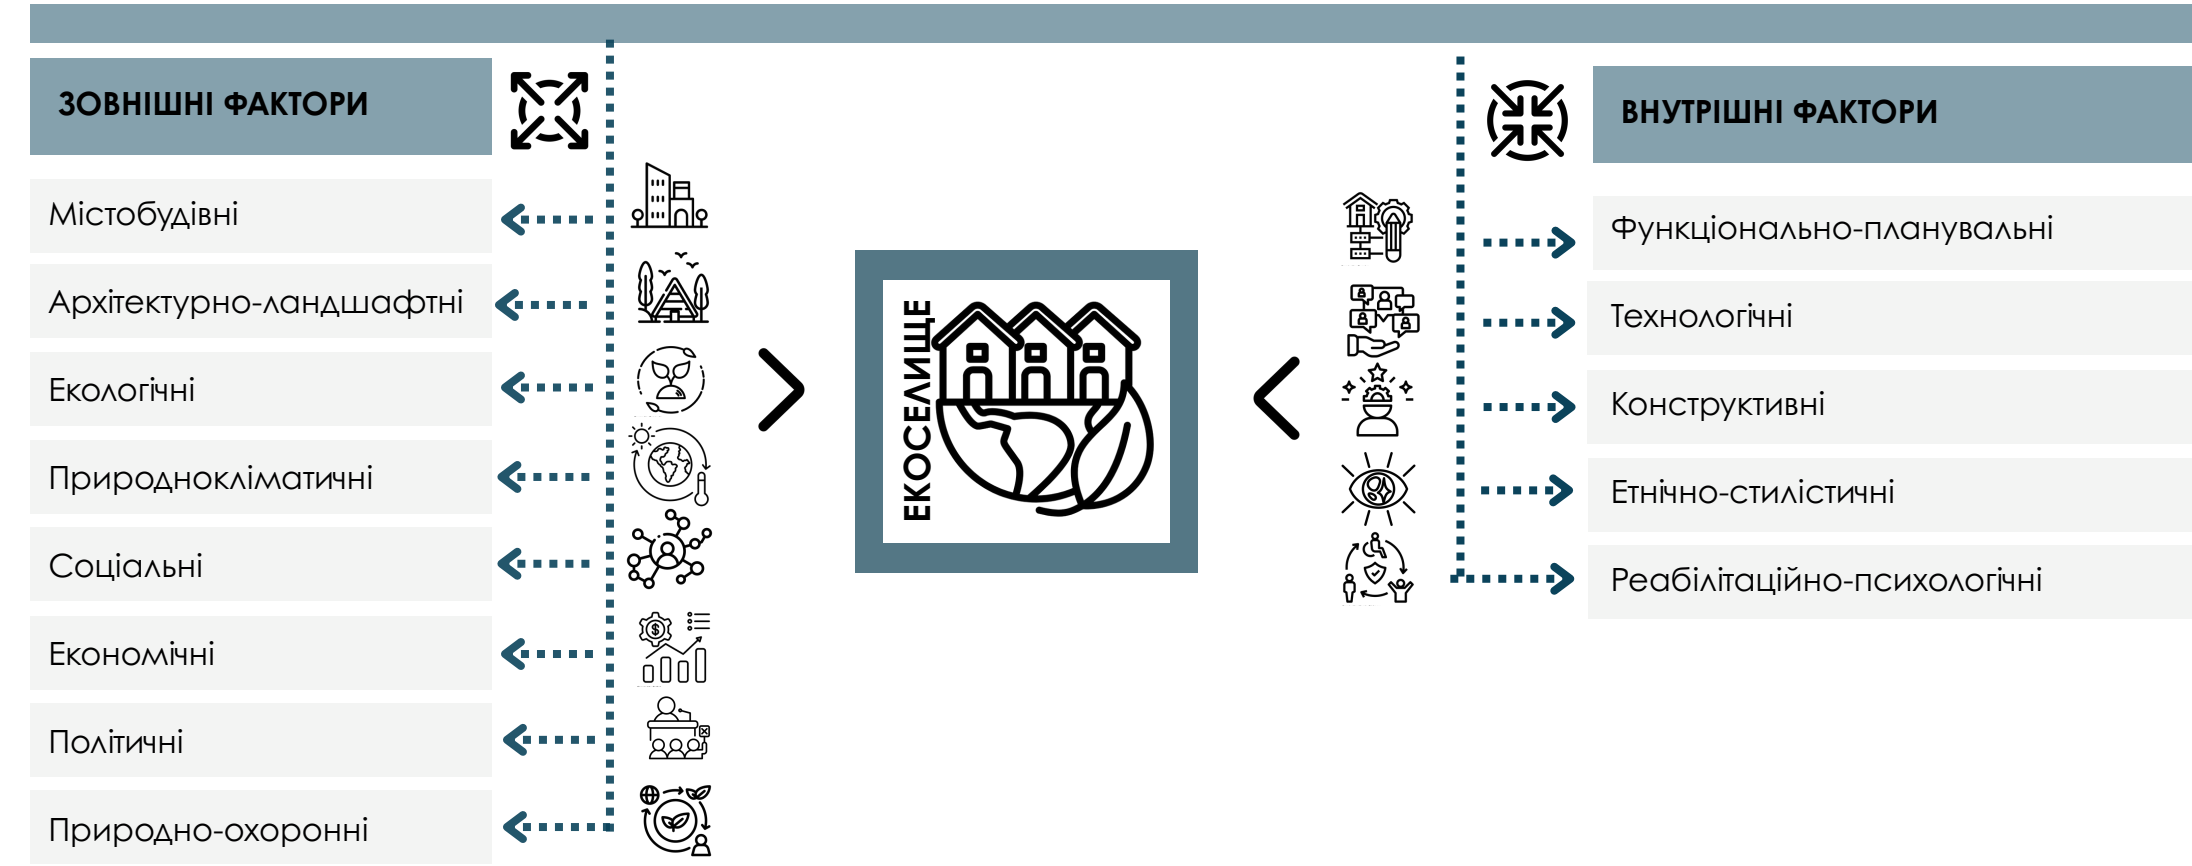 ЗОВНІШНІ ФАКТОРИ
Містобудівні
Архітектурно-ландшафтні
Екологічні
Природнокліматичні
Соціальні
Економічні
Політичні
Природно-охоронні
ЕКОСЕЛИЩЕ
ВНУТРІШНІ ФАКТОРИ
Функціонально-планувальні
Технологічні
Конструктивні
Етнічно-стилістичні
Реабілітаційно-психологічні